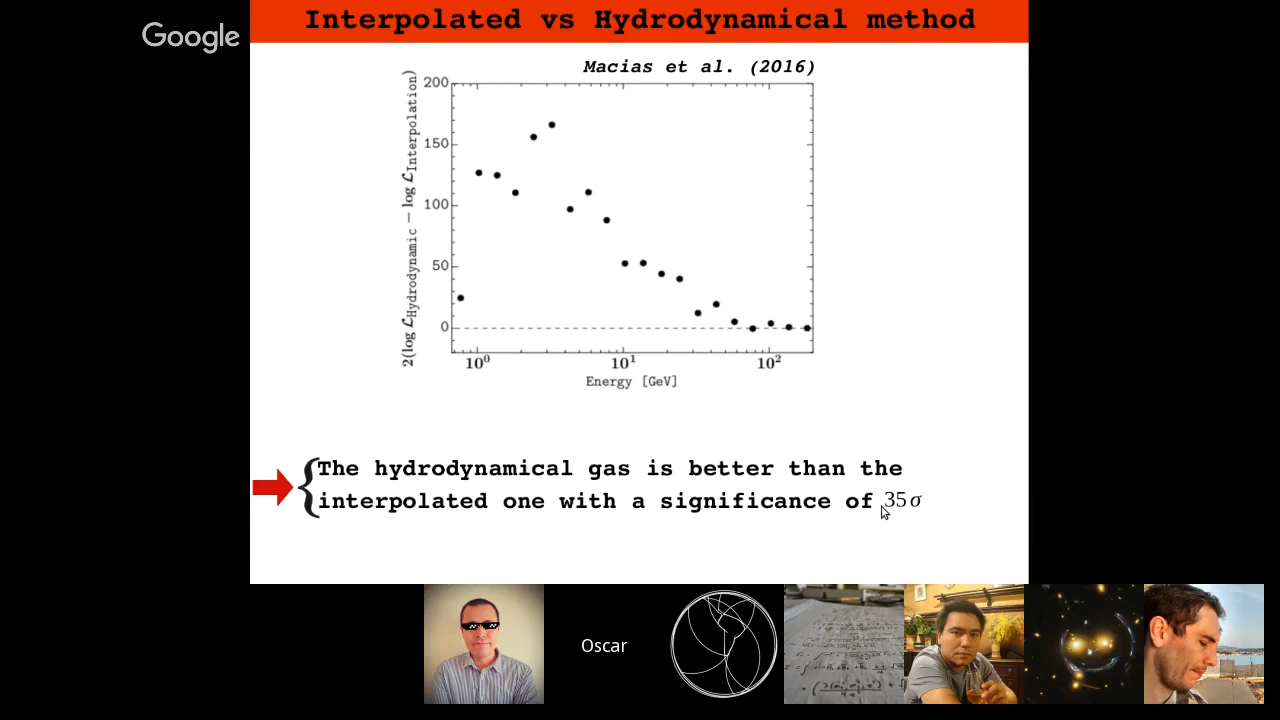 Google
Interpolated vs Hydrodynamical method
Macias et al. (2016)
2(log ℒHydrodynamic − log ℒInterpolation)
200
150
100
50
0
10⁰ 10¹ 10²
Energy [GeV]
The hydrodynamical gas is better than the
interpolated one with a significance of 35 σ
Oscar